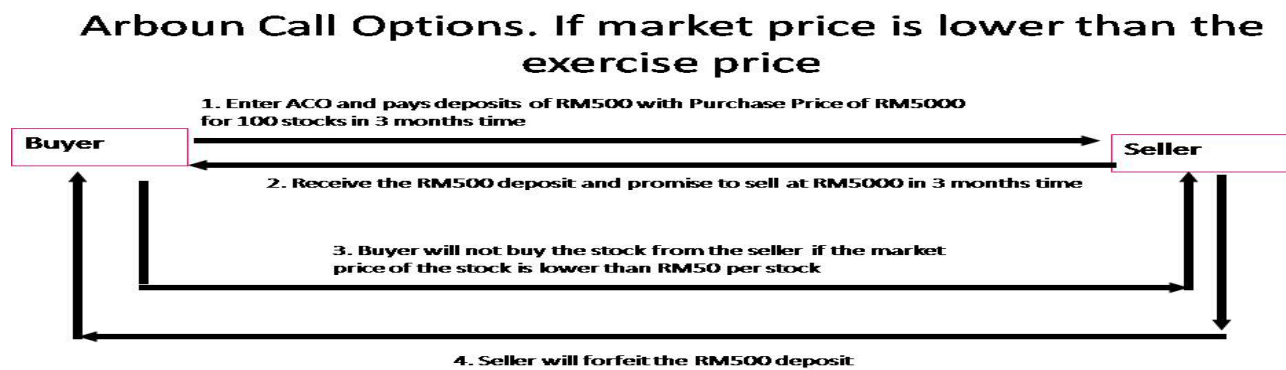 Arboun Call Options. If market price is lower than the
exercise price
1. Enter ACO and pays deposits of RM500 with Purchase Price of RM5000
for 100 stocks in 3 months time
Buyer
Seller
2. Receive the RM500 deposit and promise to sell at RM5000 in 3 months time
3. Buyer will not buy the stock from the seller if the market
price of the stock is lower than RM50 per stock
4. Seller will forfeit the RM500 deposit